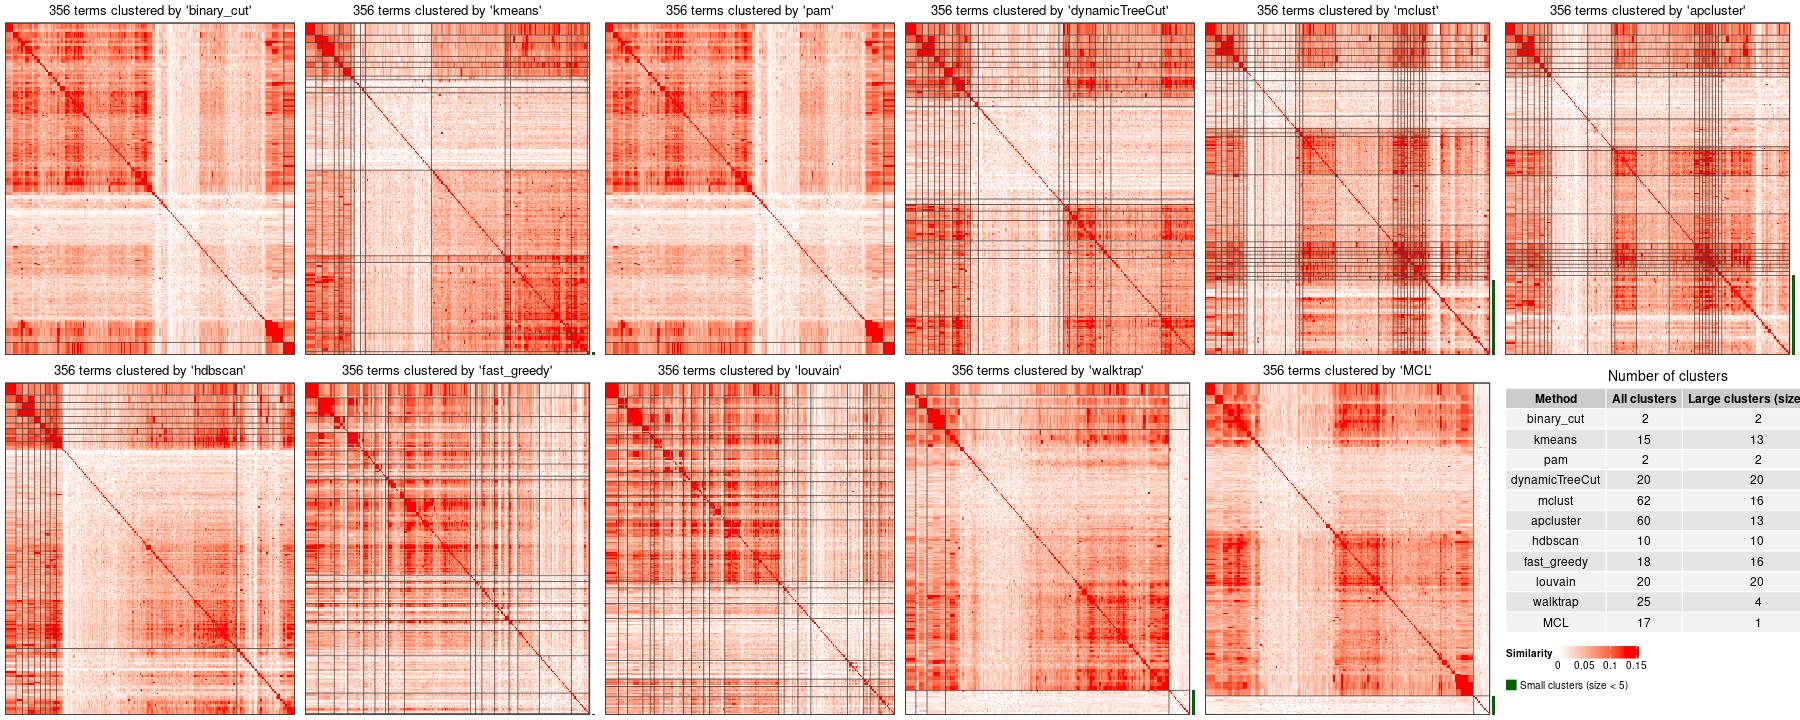 356 terms clustered by 'binary_cut'
356 terms clustered by 'kmeans'
356 terms clustered by 'pam'
356 terms clustered by 'dynamicTreeCut'
356 terms clustered by 'mclust'
356 terms clustered by 'apcluster'
356 terms clustered by 'hdbscan'
356 terms clustered by 'fast_greedy'
356 terms clustered by 'louvain'
356 terms clustered by 'walktrap'
356 terms clustered by 'MCL'
Number of clusters
Method All clusters Large clusters (size
binary_cut 2 2
kmeans 15 13
pam 2 2
dynamicTreeCut 20 20
mclust 62 16
apcluster 60 13
hdbscan 10 10
fast_greedy 18 16
louvain 20 20
walktrap 25 4
MCL 17 1
Similarity
0 0.05 0.1 0.15
Small clusters (size < 5)